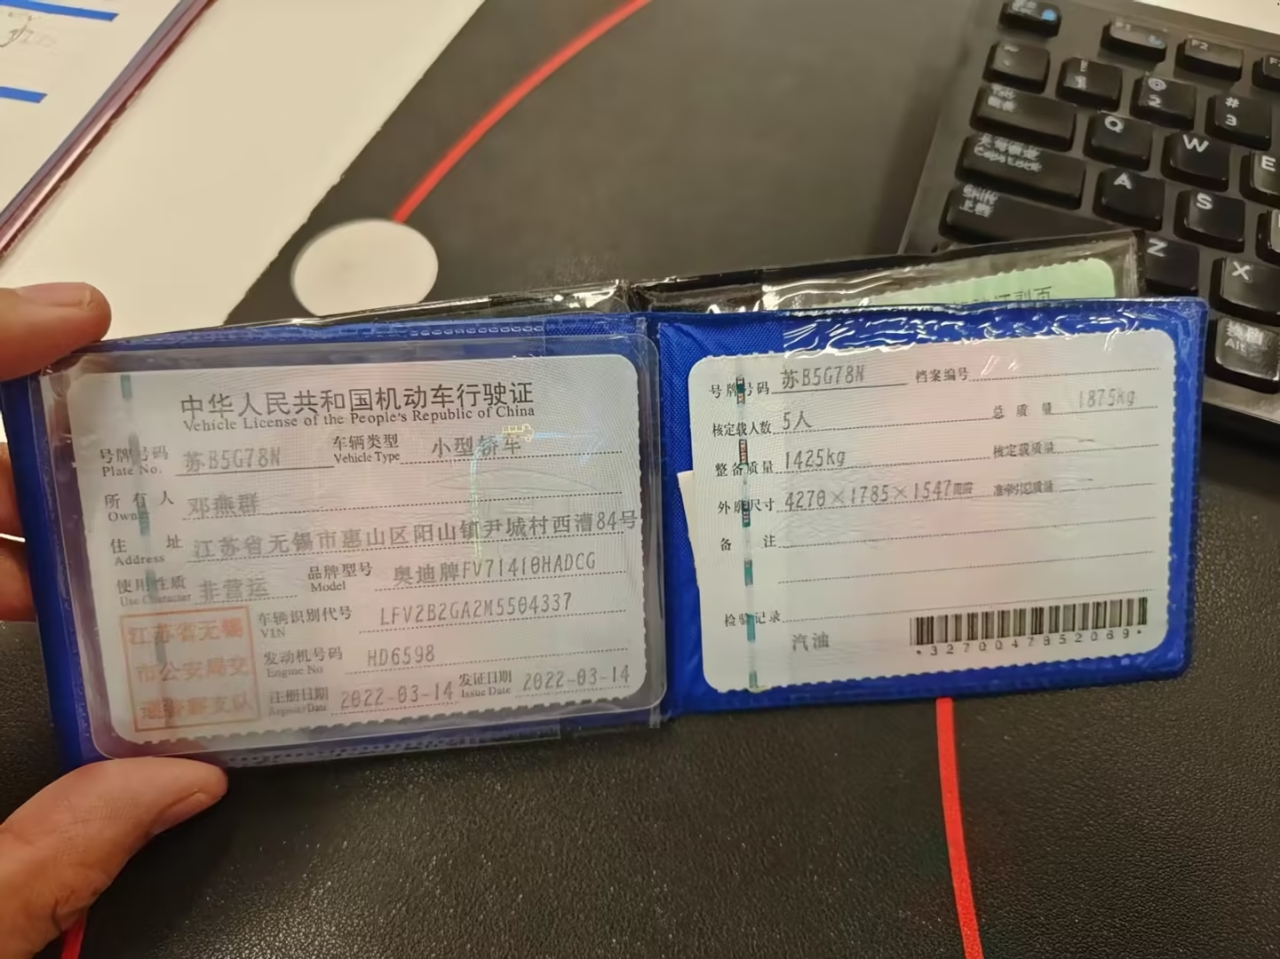 中华人民共和国机动车行驶证
Vehicle License of the People's Republic of China
号牌号码 苏B5G78N 车辆类型 小型轿车
Plate No. Vehicle Type
所有人 邓燕群
Owner
住址 江苏省无锡市惠山区阳山镇尹城村西漕84号
Address
使用性质 非营运 品牌型号 奥迪牌FV71410HADCG
Use Character Model
江苏省无锡
市公安局交
通警察支队
车辆识别代号 LFV2B2GA2M5504337
VIN
发动机号码 HD6598
Engine No
注册日期 2022-03-14 发证日期 2022-03-14
Register Date Issue Date
号牌号码 苏B5G78N 档案编号
核定载人数 5人 总质量 1875kg
整备质量 1425kg 核定载质量
外廓尺寸 4270×1785×1547mm 准牵引总质量
备注
检验记录
汽油
*3270047852069*
F1 F2
! 1 @ 2 # 3
Q W E
Caps Lock A S
Z X
Alt